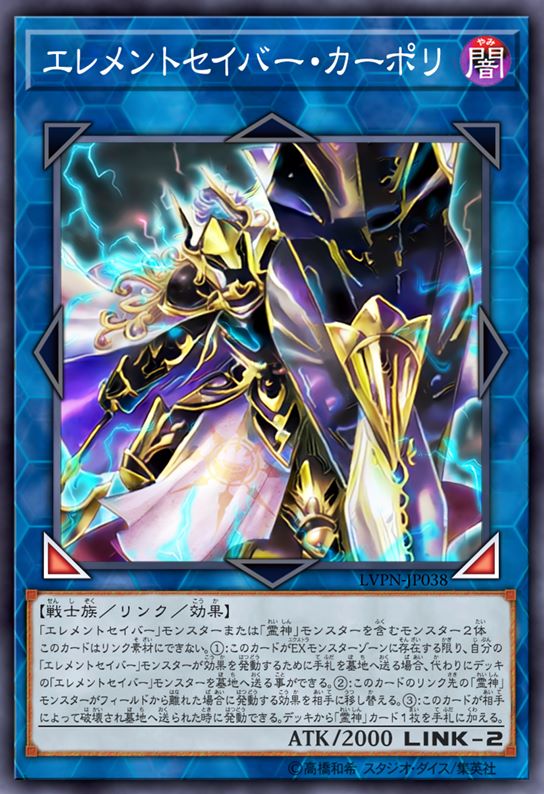 エレメントセイバー・カーポリ
やみ
闇
LVPN-JP038
【戦士族／リンク／効果】
「エレメントセイバー」モンスターまたは「霊神」モンスターを含むモンスター２体
このカードはリンク素材にできない。①:このカードがEXモンスターゾーンに存在する限り、自分の
「エレメントセイバー」モンスターが効果を発動するために手札を墓地へ送る場合、代わりにデッキ
の「エレメントセイバー」モンスターを墓地へ送る事ができる。②:このカードのリンク先の「霊神」
モンスターがフィールドから離れた場合に発動する効果を相手に移し替える。③:このカードが相手
によって破壊され墓地へ送られた時に発動できる。デッキから「霊神」カード１枚を手札に加える。
ATK/2000 LINK-2
©高橋和希 スタジオ・ダイス/集英社